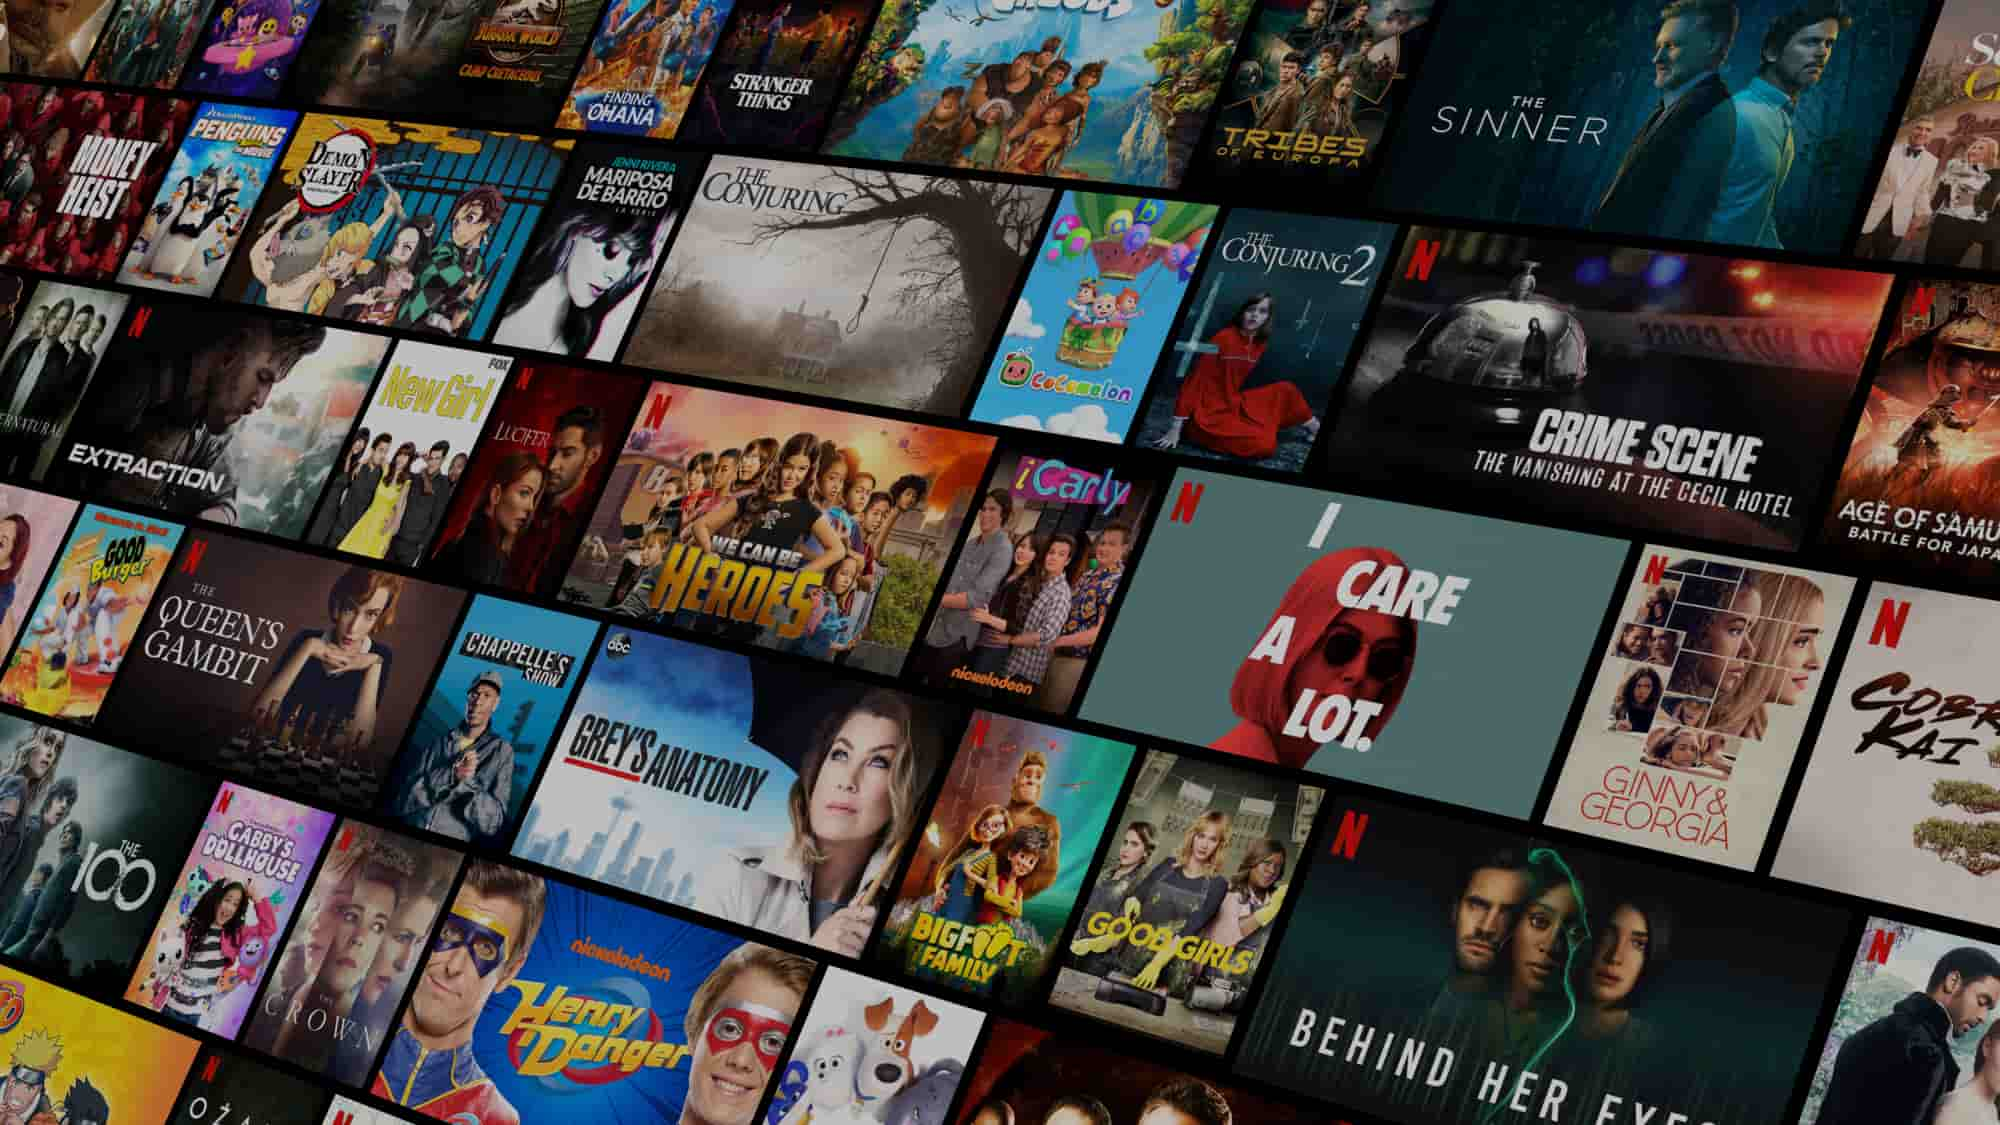 JURASSIC WORLD
CAMP CRETACEOUS
FINDING
'OHANA
STRANGER
THINGS
TRIBES
OF EUROPA
THE
SINNER
MONEY
HEIST
PENGUINS
DEMON
SLAYER
JENNI RIVERA
MARIPOSA
DE BARRIO
LA SERIE
THE
CONJURING
CoComelon
THE
CONJURING 2
N
CRIME SCENE
THE VANISHING AT THE CECIL HOTEL
N
AGE OF SAMU
BATTLE FOR JAPA
ERNATURAL
N
EXTRACTION
FOX
New Girl
N
LUCIFER
N
WE CAN BE
HEROES
iCarly
nickelodeon
N
I
CARE
A
LOT.
N
GINNY &
GEORGIA
N
COBR
KAI
GOOD
Burger
N
THE
QUEEN'S
GAMBIT
CHAPPELLE'S
SHOW
abc
GREY'S ANATOMY
N
BIGFOOT
FAMILY
GOOD GIRLS
N
BEHIND HER EYES
N
THE
100
N
GABBY'S
DOLLHOUSE
N
THE
CROWN
nickelodeon
Henry
Danger
N
N